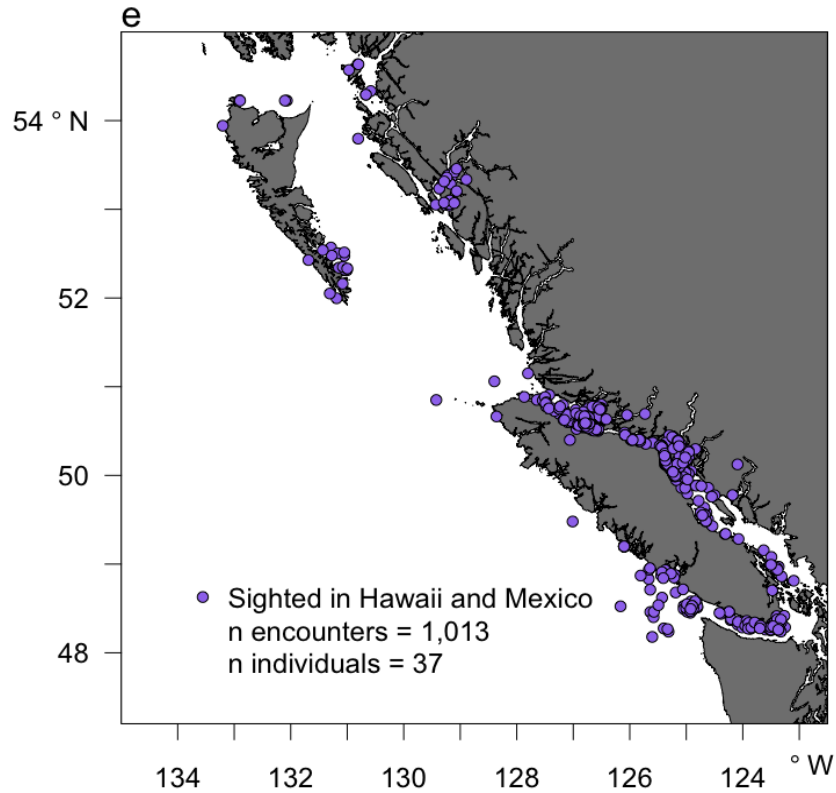 e
54 ° N
52
50
48
Sighted in Hawaii and Mexico
n encounters = 1,013
n individuals = 37
134 132 130 128 126 124 ° W